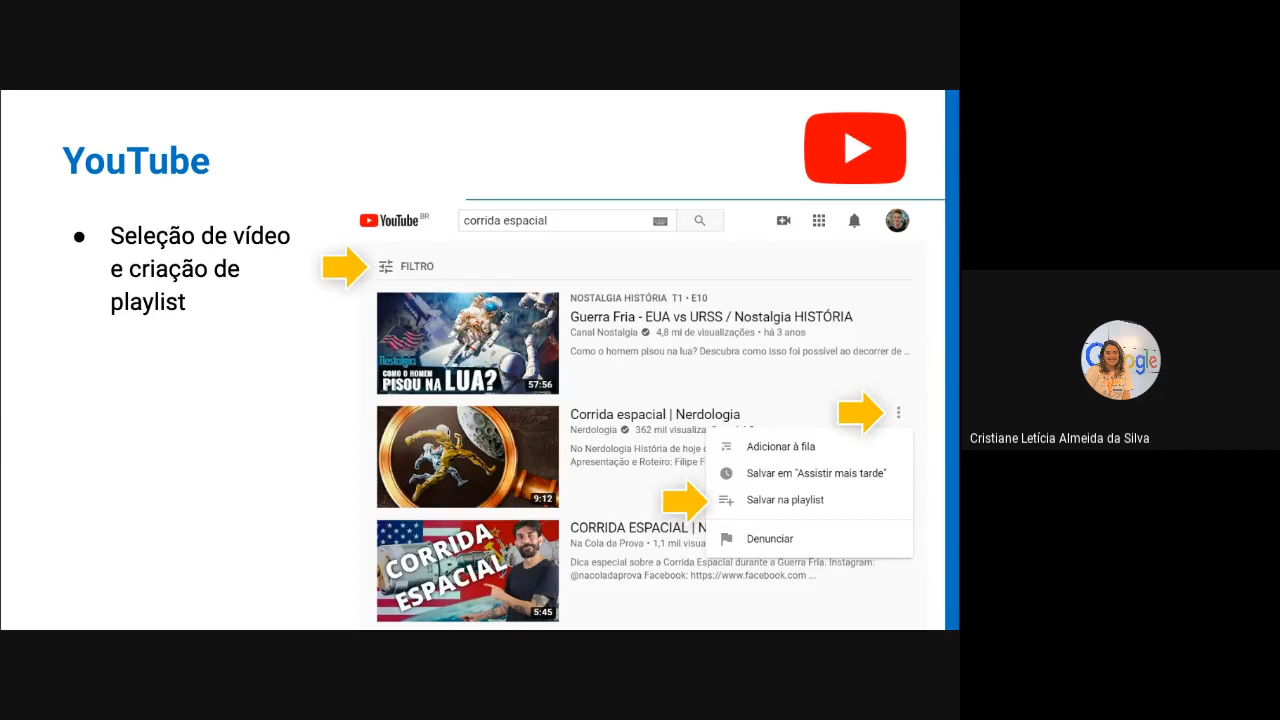 YouTube
● Seleção de vídeo
e criação de
playlist
YouTube BR
corrida espacial
FILTRO
Nostalgia
COMO O HOMEM
PISOU NA LUA?
57:56
NOSTALGIA HISTÓRIA T1 • E10
Guerra Fria - EUA vs URSS / Nostalgia HISTÓRIA
Canal Nostalgia 4,8 mi de visualizações • há 3 anos
Como o homem pisou na lua? Descubra como isso foi possível ao decorrer de ...
9:12
Corrida espacial | Nerdologia
Nerdologia 362 mil visualiza
No Nerdologia História de hoje
Apresentação e Roteiro: Filipe F
Adicionar à fila
Salvar em "Assistir mais tarde"
Salvar na playlist
Denunciar
CORRIDA
ESPACIAL
5:45
CORRIDA ESPACIAL | N
Na Cola da Prova • 1,1 mi visua
Dica especial sobre a Corrida Espacial durante a Guerra Fria. Instagram:
@nacoladaprova Facebook: https://www.facebook.com ...
Google
Cristiane Letícia Almeida da Silva